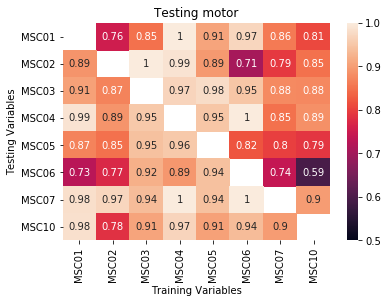 Testing motor
Testing Variables
MSC01 0.76 0.85 1 0.91 0.97 0.86 0.81
MSC02 0.89 1 0.99 0.89 0.71 0.79 0.85
MSC03 0.91 0.87 0.97 0.98 0.95 0.88 0.88
MSC04 0.99 0.89 0.95 0.95 1 0.85 0.89
MSC05 0.87 0.85 0.95 0.96 0.82 0.8 0.79
MSC06 0.73 0.77 0.92 0.89 0.94 0.74 0.59
MSC07 0.98 0.97 0.94 1 0.94 1 0.9
MSC10 0.98 0.78 0.91 0.97 0.91 0.94 0.9
MSC01 MSC02 MSC03 MSC04 MSC05 MSC06 MSC07 MSC10
Training Variables
1.0
0.9
0.8
0.7
0.6
0.5